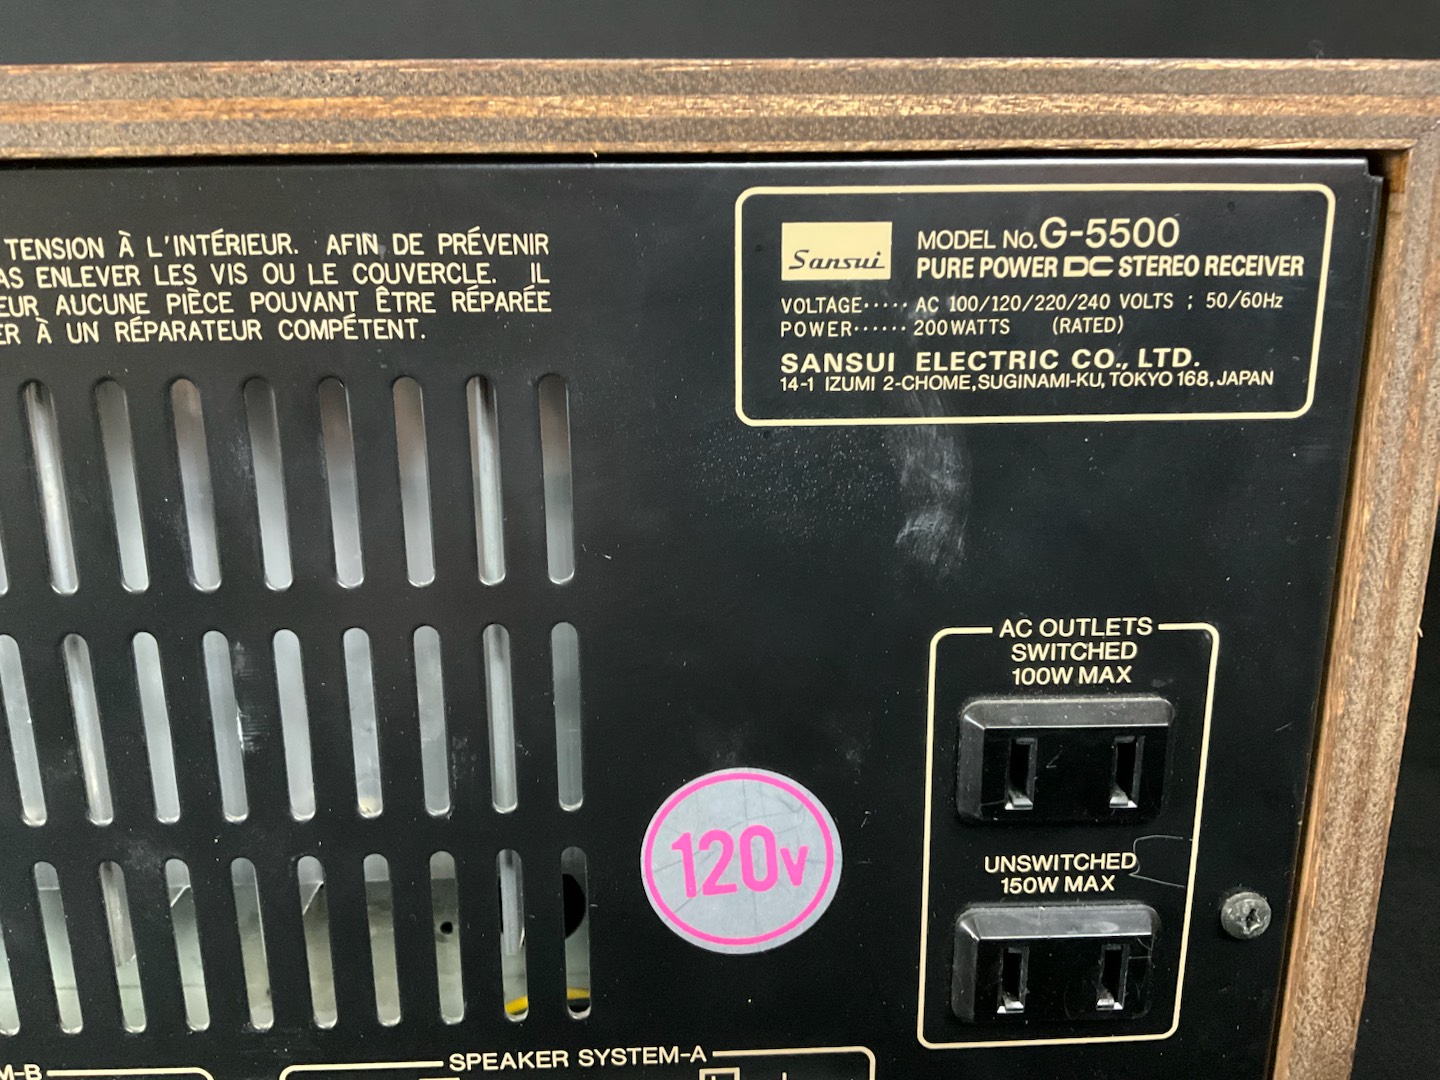 TENSION À L'INTÉRIEUR. AFIN DE PRÉVENIR
AS ENLEVER LES VIS OU LE COUVERCLE. IL
EUR AUCUNE PIÈCE POUVANT ÊTRE RÉPARÉE
ER À UN RÉPARATEUR COMPÉTENT.
Sansui
MODEL No. G-5500
PURE POWER DC STEREO RECEIVER
VOLTAGE····· AC 100/120/220/240 VOLTS ; 50/60Hz
POWER······ 200WATTS (RATED)
SANSUI ELECTRIC CO., LTD.
14-1 IZUMI 2-CHOME, SUGINAMI-KU, TOKYO 168, JAPAN
AC OUTLETS
SWITCHED
100W MAX
120v
UNSWITCHED
150W MAX
M-B
SPEAKER SYSTEM-A